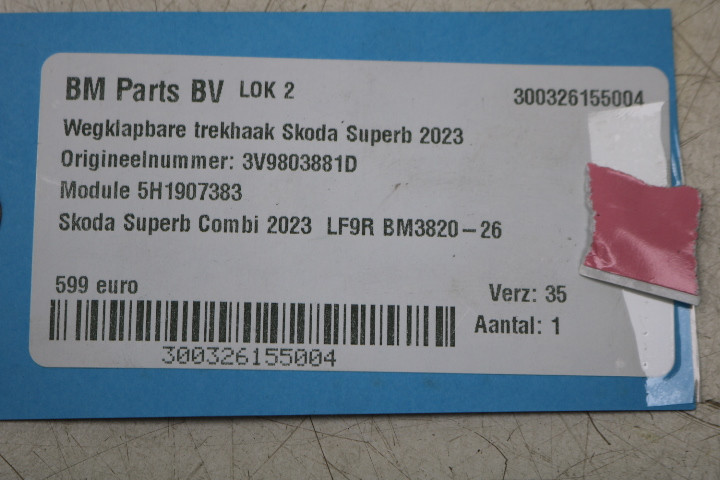 BM Parts BV LOK 2 300326155004
Wegklapbare trekhaak Skoda Superb 2023
Origineelnummer: 3V9803881D
Module 5H1907383
Skoda Superb Combi 2023 LF9R BM3820-26
599 euro Verz: 35
Aantal: 1
300326155004